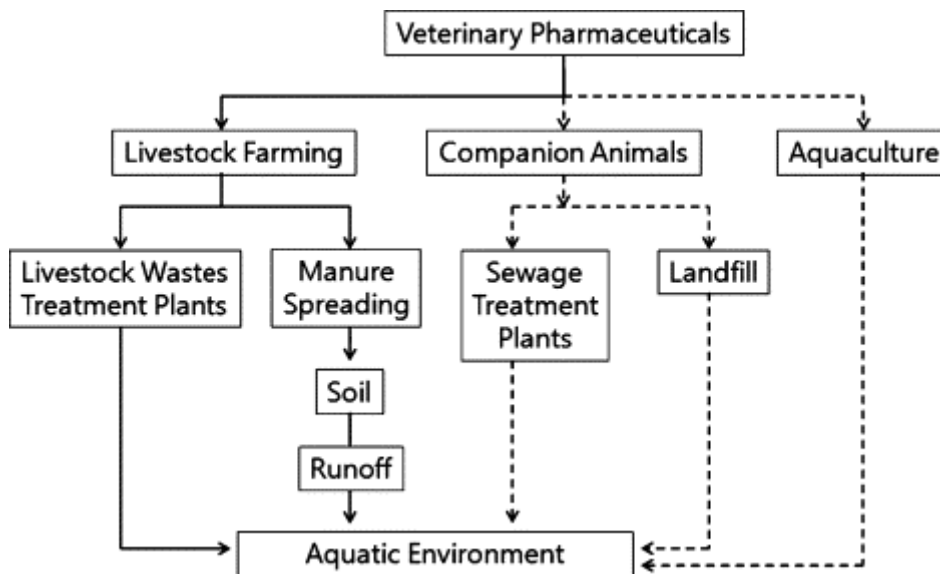 Veterinary Pharmaceuticals
Livestock Farming
Companion Animals
Aquaculture
Livestock Wastes
Treatment Plants
Manure
Spreading
Sewage
Treatment
Plants
Landfill
Soil
Runoff
Aquatic Environment